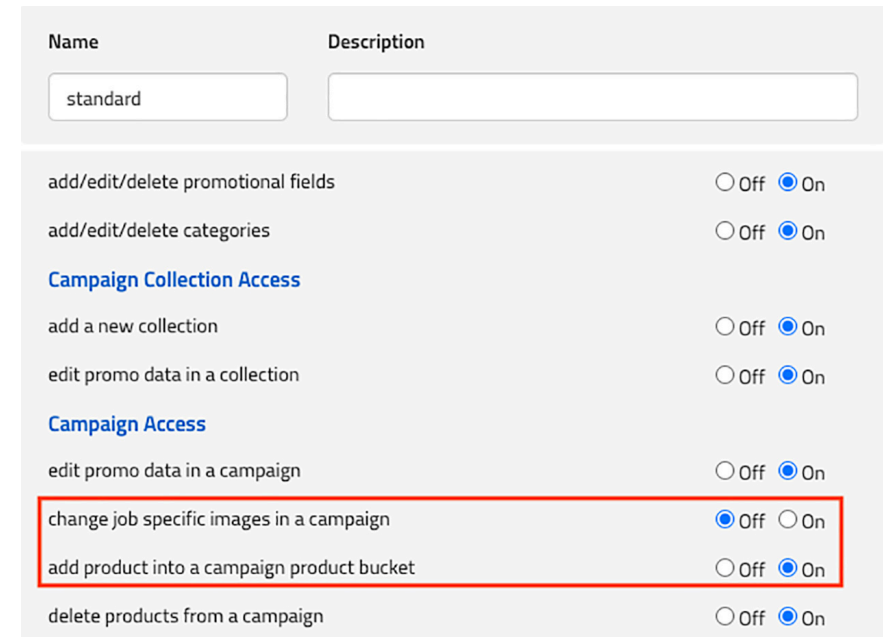 Name Description
standard
add/edit/delete promotional fields Off On
add/edit/delete categories Off On
Campaign Collection Access
add a new collection Off On
edit promo data in a collection Off On
Campaign Access
edit promo data in a campaign Off On
change job specific images in a campaign Off On
add product into a campaign product bucket Off On
delete products from a campaign Off On